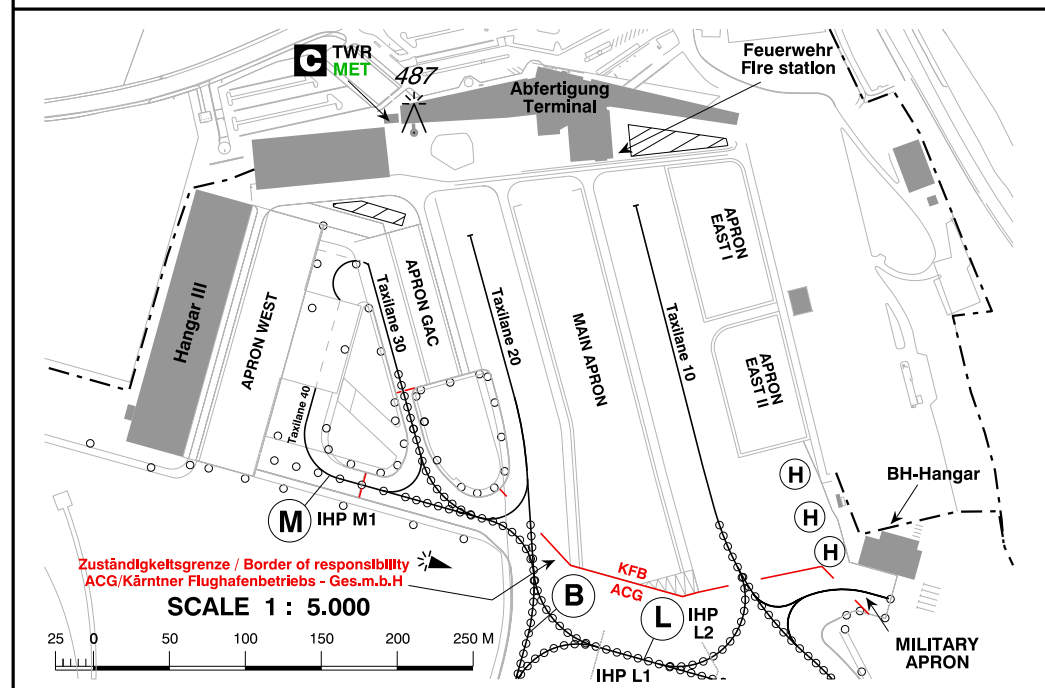 C TWR
MET
487
Feuerwehr
Fire station
Abfertigung
Terminal
Hangar III
APRON WEST
Taxilane 40
Taxilane 30
APRON GAC
Taxilane 20
MAIN APRON
Taxilane 10
APRON
EAST I
APRON
EAST II
H
H
H
BH-Hangar
M IHP M1
Zuständigkeitsgrenze / Border of responsibility
ACG/Kärntner Flughafenbetriebs - Ges.m.b.H
KFB
ACG
B
L IHP
L2
IHP L1
MILITARY
APRON
SCALE 1 : 5.000
25 0 50 100 150 200 250 M